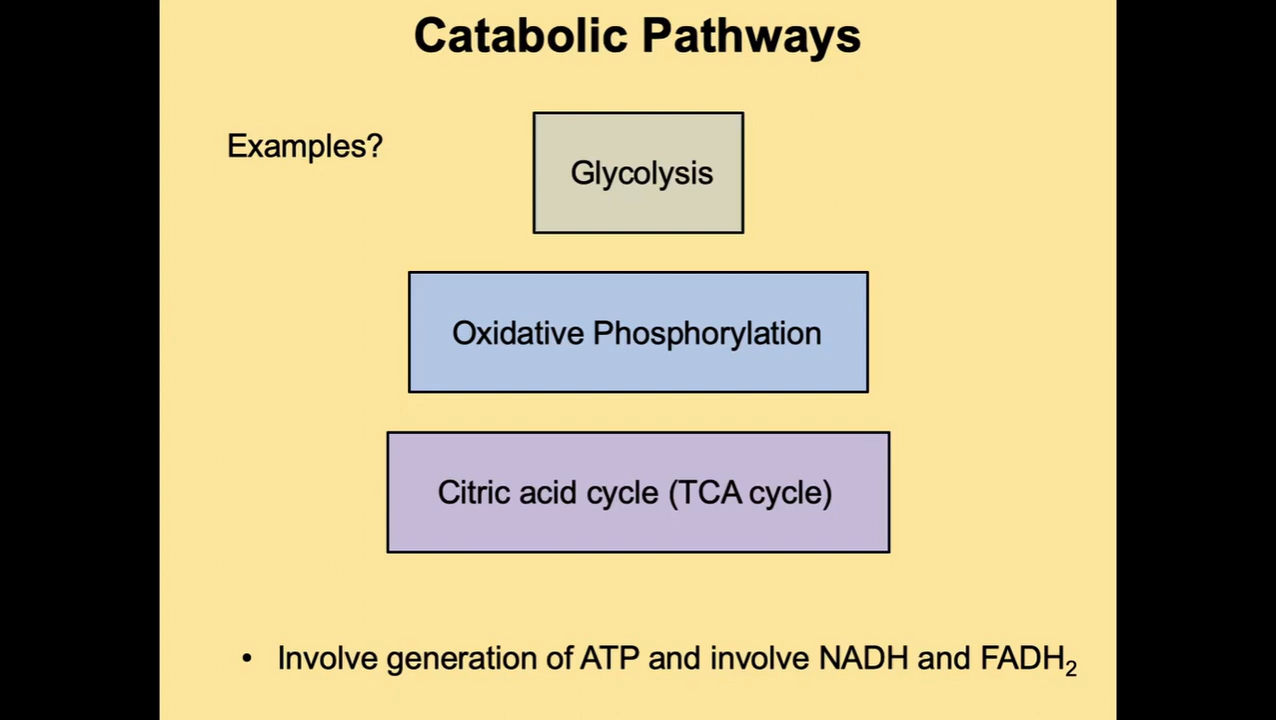 Catabolic Pathways
Examples?
Glycolysis
Oxidative Phosphorylation
Citric acid cycle (TCA cycle)
• Involve generation of ATP and involve NADH and FADH₂